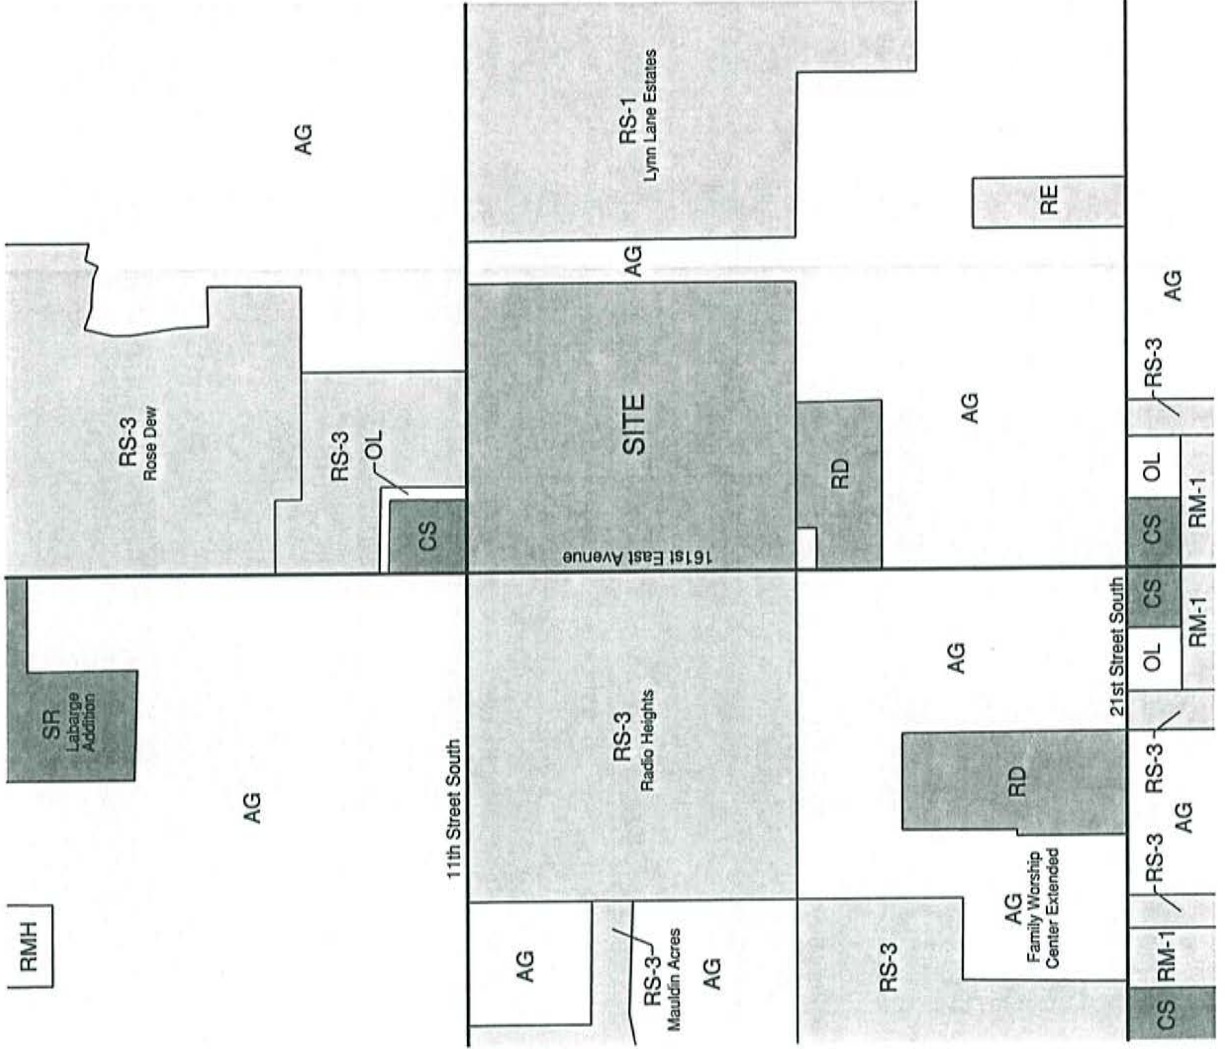 RMH
SR
Labarge
Addition
RS-3
Rose Dew
AG
AG
RS-3
OL
CS
11th Street South
AG
RS-3
Radio Heights
161st East Avenue
SITE
AG
RS-1
Lynn Lane Estates
RS-3
Mauldin Acres
AG
RD
RS-3
AG
AG
AG
Family Worship
Center Extended
RD
RE
21st Street South
CS
RM-1
RS-3
AG
RS-3
OL
CS
CS
OL
RS-3
AG
RM-1
RM-1